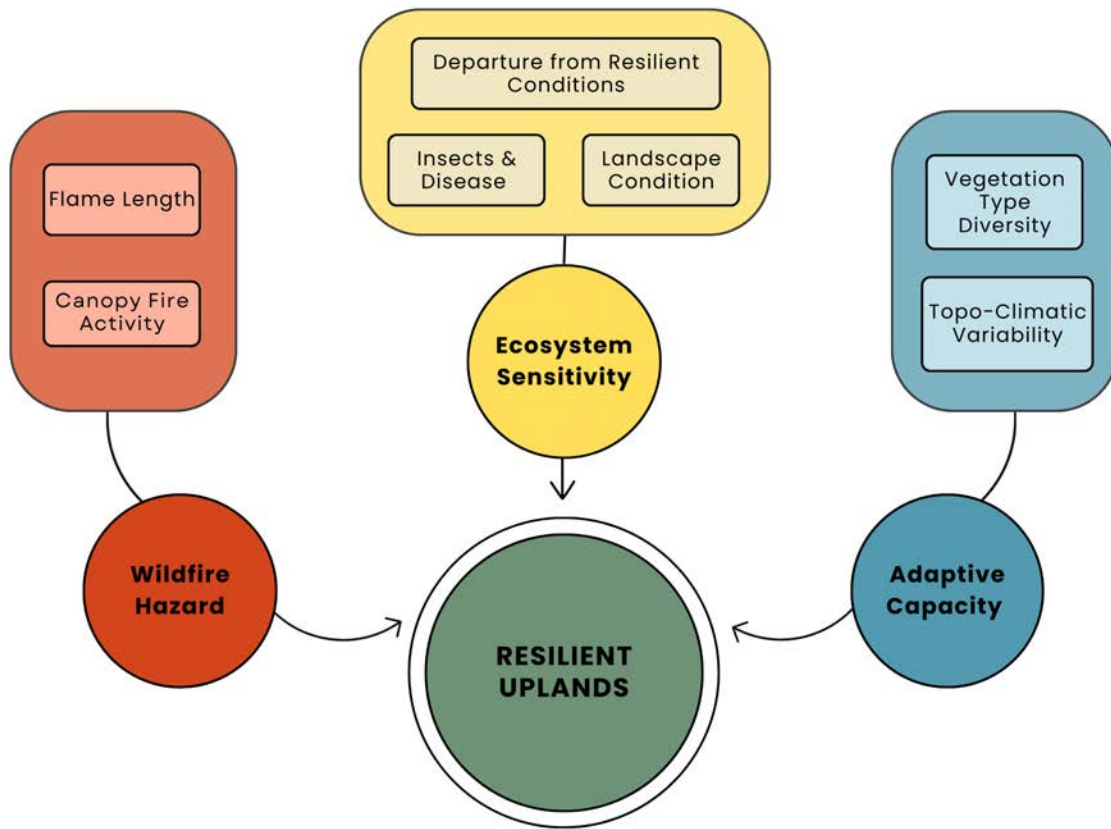 Departure from Resilient
Conditions
Insects &
Disease
Landscape
Condition
Flame Length
Canopy Fire
Activity
Vegetation
Type
Diversity
Topo-Climatic
Variability
Ecosystem
Sensitivity
Wildfire
Hazard
Adaptive
Capacity
RESILIENT
UPLANDS